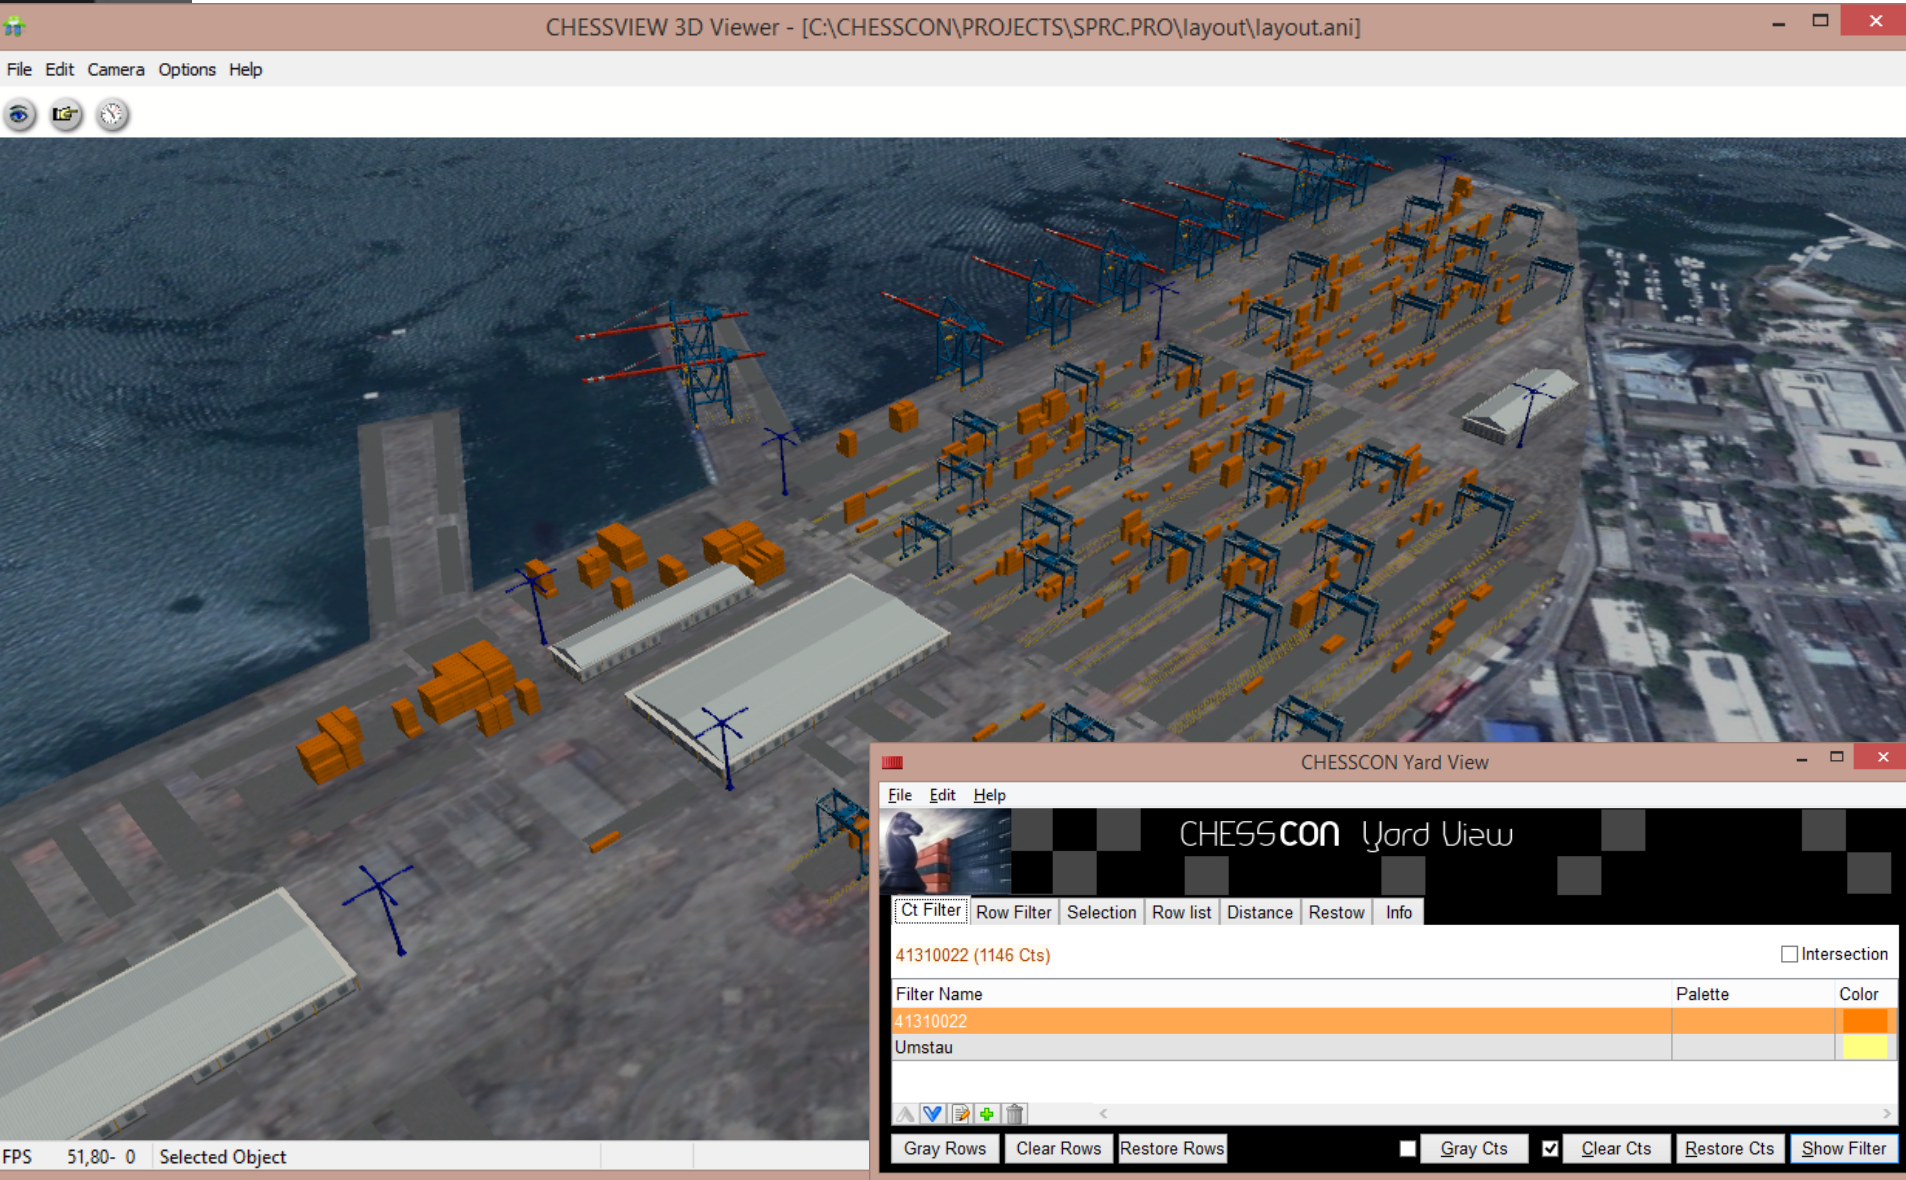 CHESSVIEW 3D Viewer - [C:\CHESSCON\PROJECTS\SPRC.PRO\layout\layout.ani]
File Edit Camera Options Help
CHESSCON Yard View
File Edit Help
CHESSCON Yard View
Ct Filter Row Filter Selection Row list Distance Restow Info
41310022 (1146 Cts) Intersection
Filter Name Palette Color
41310022
Umstau
Gray Rows Clear Rows Restore Rows Gray Cts Clear Cts Restore Cts Show Filter
FPS 51,80- 0 Selected Object